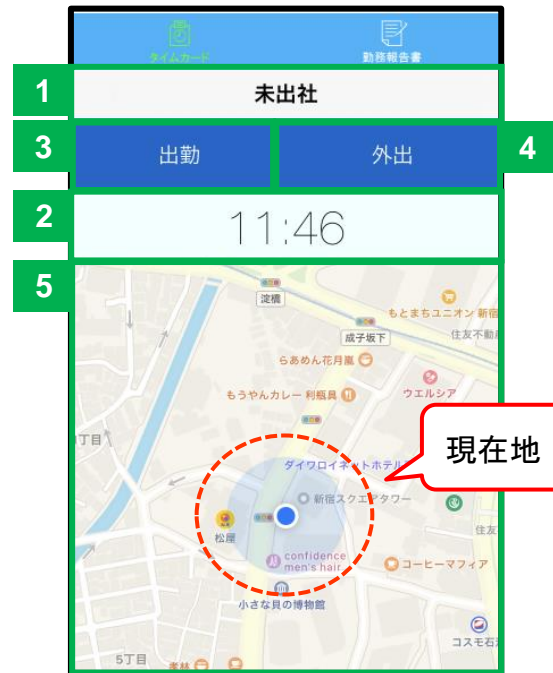 タイムカード
勤務報告書
1
未出社
3
出勤
外出
4
2
11:46
5
淀橋
もとまちユニオン 新宿
成子坂下
住友不動
らあめん花月嵐
もうやんカレー 利瓶具
ウエルシア
丁目
現在地
ダイワロイネットホテル
新宿スクエアタワー
松屋
住友
confidence
men's hair
コーヒーマフィア
小さな貝の博物館
コスモ石
5丁目